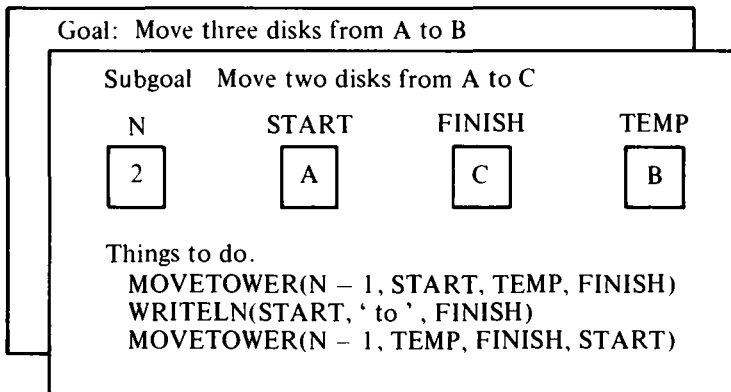 Goal: Move three disks from A to B
Subgoal Move two disks from A to C
N START FINISH TEMP
2 A C B
Things to do.
MOVETOWER(N – 1, START, TEMP, FINISH)
WRITELN(START, ‘ to ’ , FINISH)
MOVETOWER(N – 1, TEMP, FINISH, START)